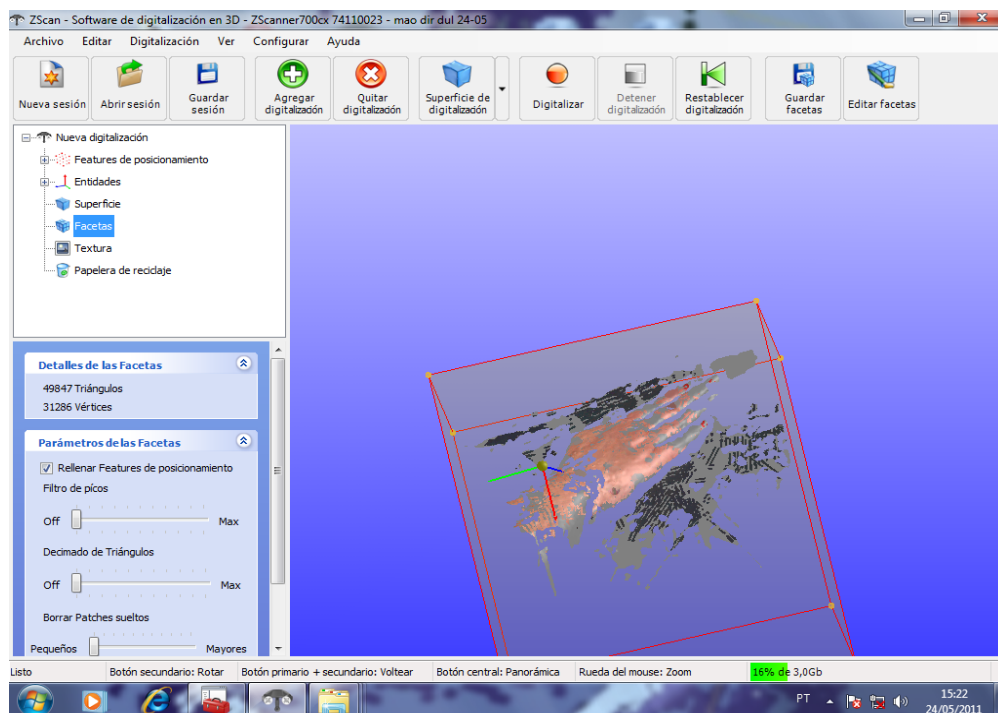 ZScan - Software de digitalización en 3D - ZScanner700cx 74110023 - mao dir dul 24-05
Archivo Editar Digitalización Ver Configurar Ayuda
Nueva sesión
Abrir sesión
Guardar
sesión
Agregar
digitalización
Quitar
digitalización
Superficie de
digitalización
Digitalizar
Detener
digitalización
Restablecer
digitalización
Guardar
facetas
Editar facetas
Nueva digitalización
Features de posicionamiento
Entidades
Superficie
Facetas
Textura
Papelera de reciclaje
Detalles de las Facetas
49847 Triángulos
31286 Vértices
Parámetros de las Facetas
Rellenar Features de posicionamiento
Filtro de pícos
Off Max
Decimado de Triángulos
Off Max
Borrar Patches sueltos
Pequeños Mayores
Listo Botón secundario: Rotar Botón primario + secundario: Voltear Botón central: Panorámica Rueda del mouse: Zoom 16% de 3,0Gb
PT 15:22
24/05/2011